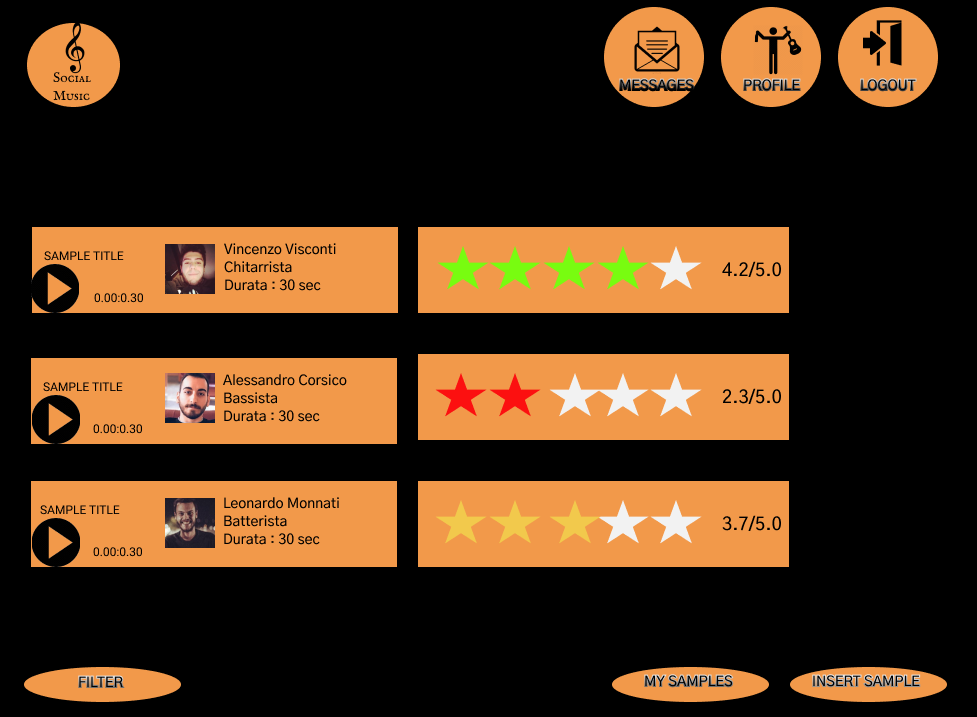 Social
Music
MESSAGES
PROFILE
LOGOUT
SAMPLE TITLE
0.00:0.30
Vincenzo Visconti
Chitarrista
Durata : 30 sec
4.2/5.0
SAMPLE TITLE
0.00:0.30
Alessandro Corsico
Bassista
Durata : 30 sec
2.3/5.0
SAMPLE TITLE
0.00:0.30
Leonardo Monnati
Batterista
Durata : 30 sec
3.7/5.0
FILTER
MY SAMPLES
INSERT SAMPLE